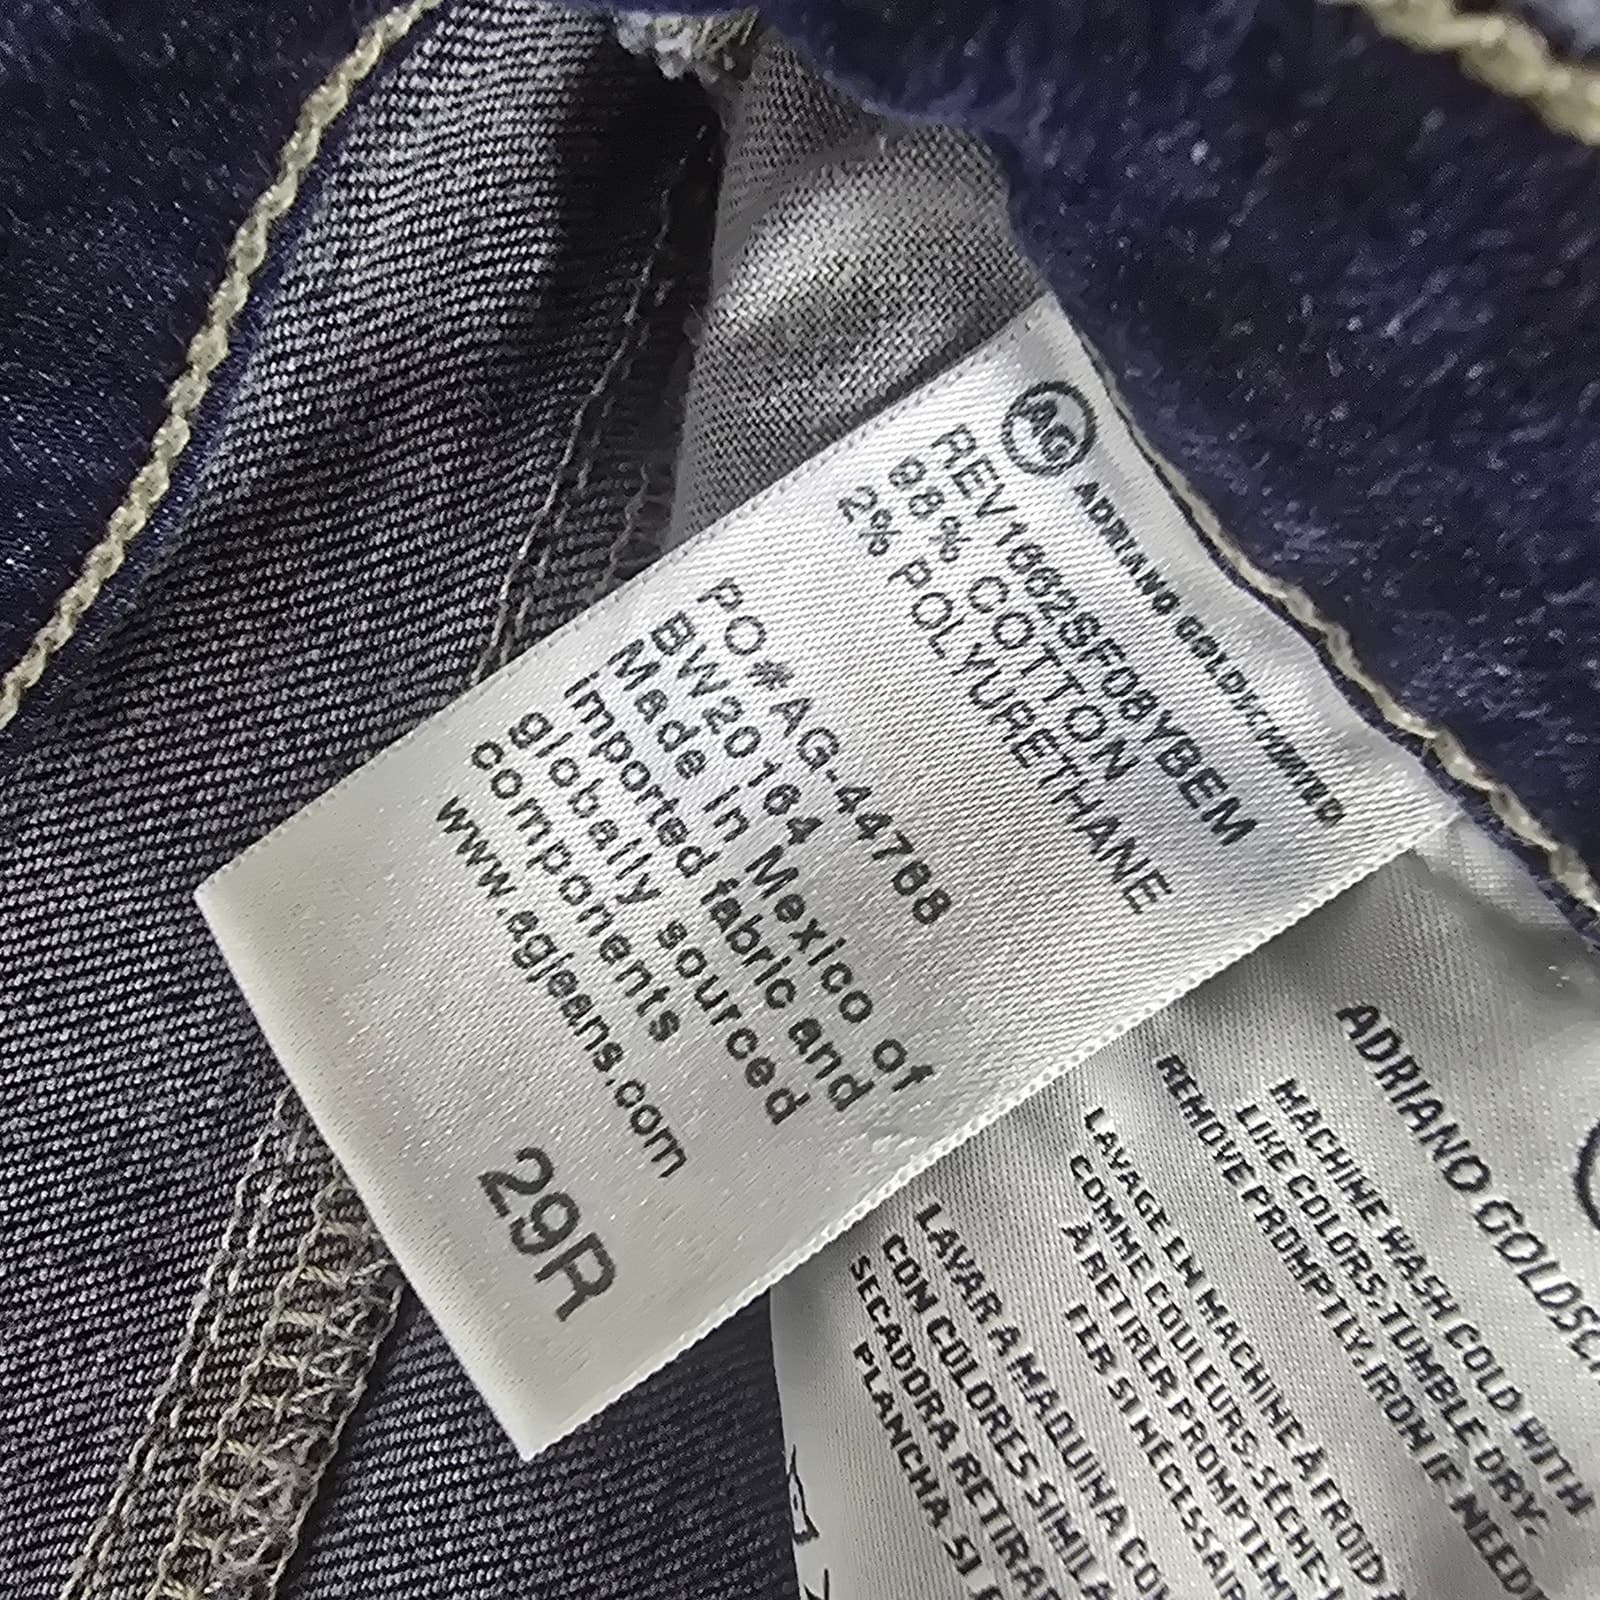 AG
ADRIANO GOLDSCHMIED
REV1862SF08YBEM
98% COTTON
2% POLYURETHANE
PO#AG-44788
BW20164
Made in Mexico of
imported fabric and
globally sourced
components
www.agjeans.com
29R
ADRIANO GOLDSC
MACHINE WASH COLD WITH
LIKE COLORS. TUMBLE DRY.
REMOVE PROMPTLY. IRON IF NEEDE
LAVAGE EN MACHINE A FROID
COMME COULEURS. SECHE-
A RETIRER PROMPTEM
FER SI NECESSAIR
LAVAR A MAQUINA CO
CON COLORES SIMILA
SECADORA RETIRAR
PLANCHA SI